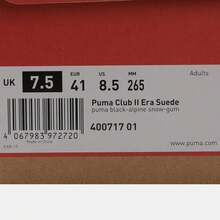 Adults
UK 7.5 EUR 41 US 8.5 MM 265
Puma Club II Era Suede
puma black-alpine snow-gum
400717 01
4 067983 972720
www.puma.com